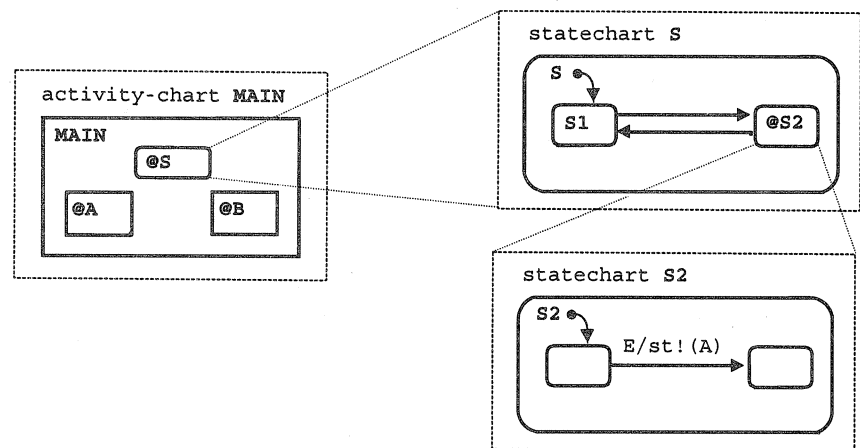 activity-chart MAIN
MAIN
@S
@A
@B
statechart S
S
S1
@S2
statechart S2
S2
E/st!(A)